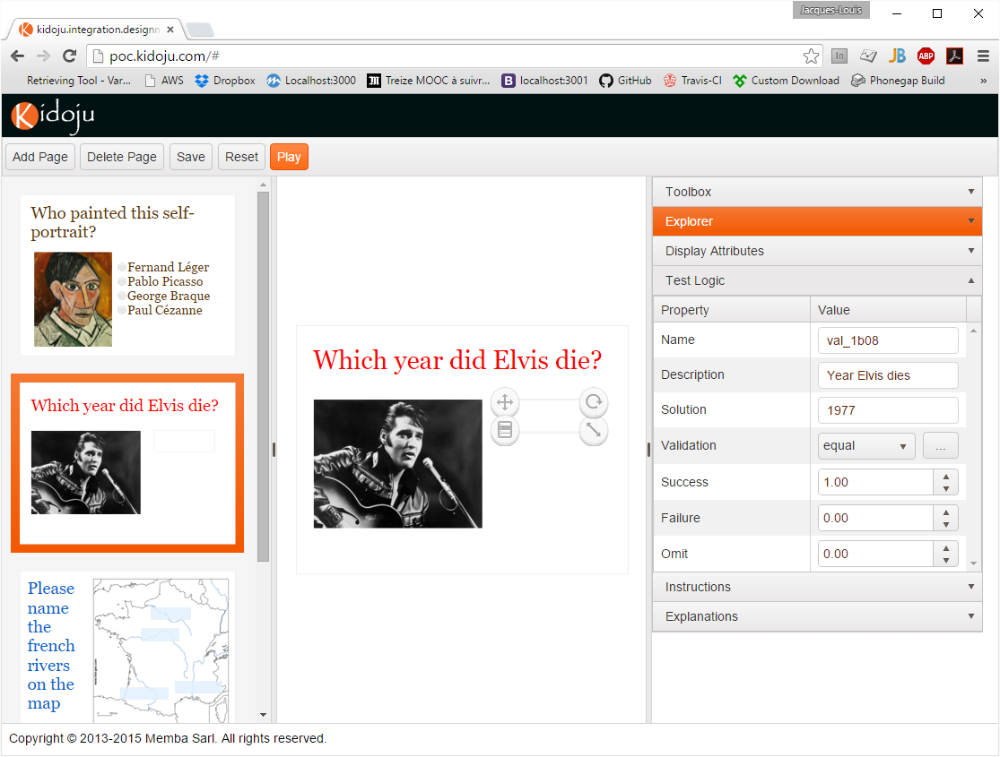 Jacques-Louis
kidoju.integration.designn
poc.kidoju.com/#
In
JB
ABP
Retrieving Tool - Var...
AWS
Dropbox
Localhost:3000
Treize MOOC à suivr...
B localhost:3001
GitHub
Travis-CI
Custom Download
Phonegap Build
»
Kidoju
Add Page
Delete Page
Save
Reset
Play
Who painted this self-
portrait?
Fernand Léger
Pablo Picasso
George Braque
Paul Cézanne
Which year did Elvis die?
Please
name
the
french
rivers
on the
map
Which year did Elvis die?
Toolbox
Explorer
Display Attributes
Test Logic
Property Value
Name val_1b08
Description Year Elvis dies
Solution 1977
Validation equal ...
Success 1.00
Failure 0.00
Omit 0.00
Instructions
Explanations
Copyright © 2013-2015 Memba Sarl. All rights reserved.